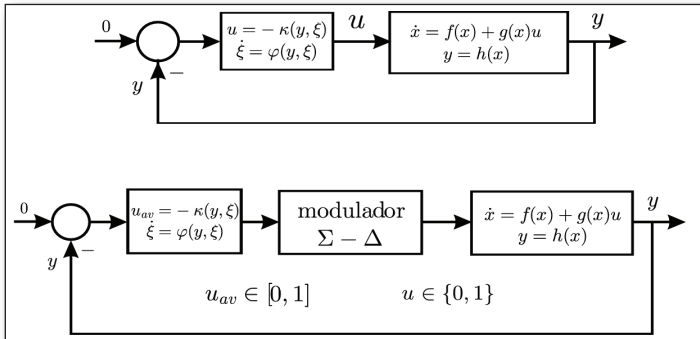 0
u = − κ(y, ξ)
ξ̇ = φ(y, ξ)
u
ẋ = f(x) + g(x)u
y = h(x)
y
−
y
0
u_av = − κ(y, ξ)
ξ̇ = φ(y, ξ)
modulador
Σ − Δ
ẋ = f(x) + g(x)u
y = h(x)
y
−
y
u_av ∈ [0, 1]
u ∈ {0, 1}